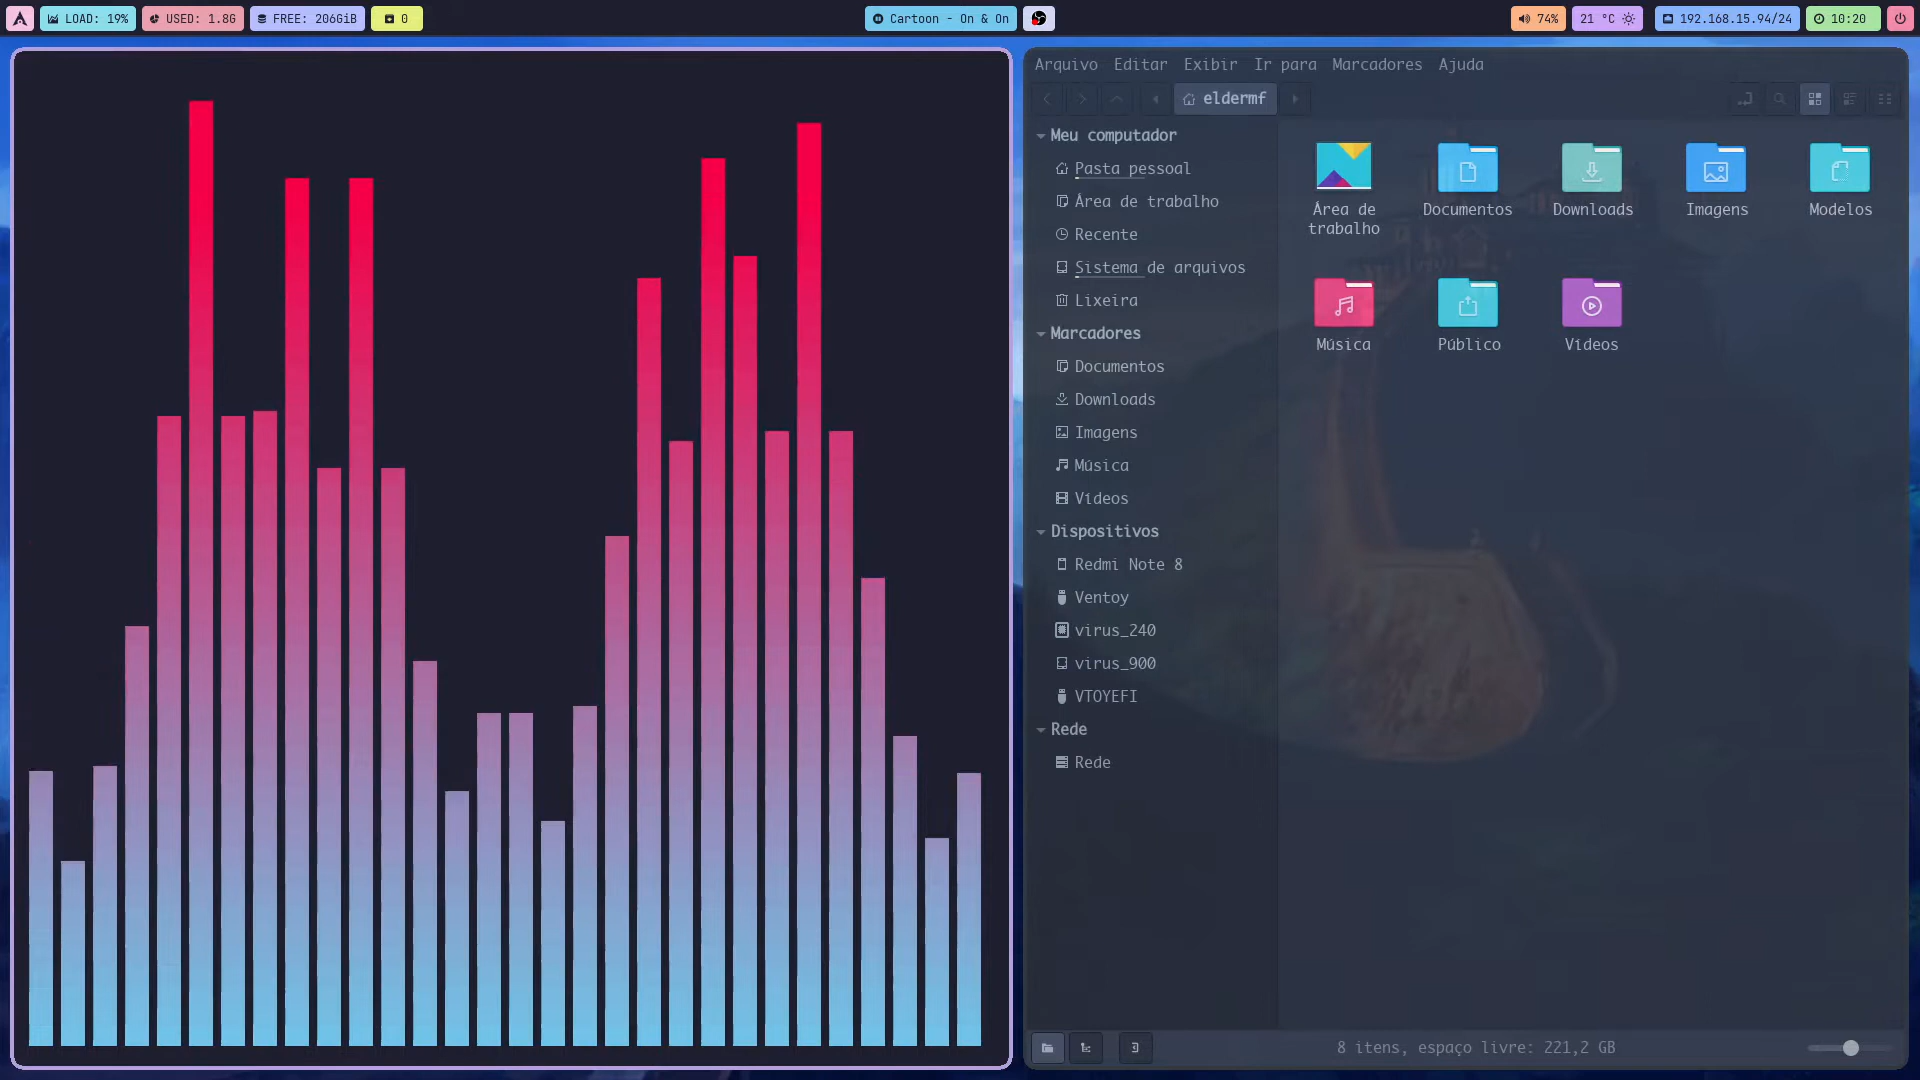 LOAD: 19%
USED: 1.8G
FREE: 206GiB
0
Cartoon - On & On
74%
21 °C
192.168.15.94/24
10:20
Arquivo Editar Exibir Ir para Marcadores Ajuda
eldermf
Meu computador
Pasta pessoal
Área de trabalho
Recente
Sistema de arquivos
Lixeira
Marcadores
Documentos
Downloads
Imagens
Música
Vídeos
Dispositivos
Redmi Note 8
Ventoy
virus_240
virus_900
VTOYEFI
Rede
Rede
Área de
trabalho
Documentos
Downloads
Imagens
Modelos
Música
Público
Vídeos
8 itens, espaço livre: 221,2 GB